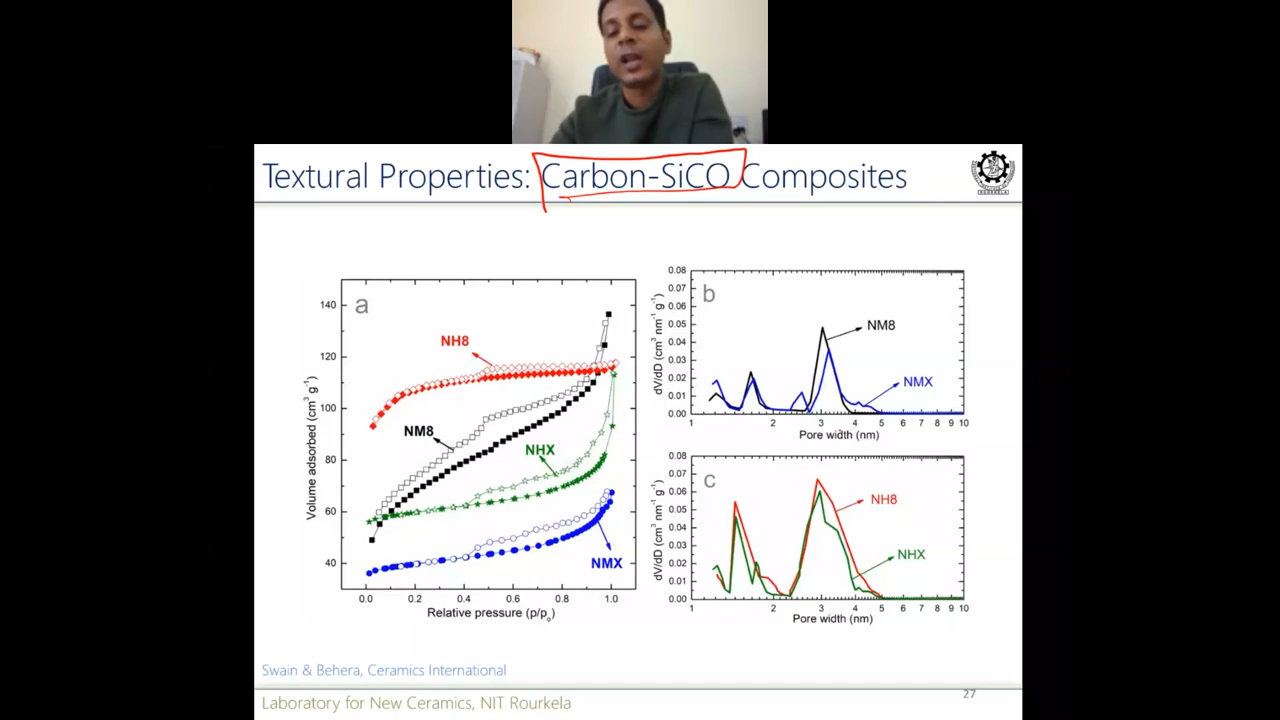 Textural Properties: Carbon-SiCO Composites
a
NH8
NM8
NHX
NMX
Volume adsorbed (cm³ g⁻¹)
140
120
100
80
60
40
0.0 0.2 0.4 0.6 0.8 1.0
Relative pressure (p/p₀)
b
NM8
NMX
dV/dD (cm³ nm⁻¹ g⁻¹)
0.08
0.07
0.06
0.05
0.04
0.03
0.02
0.01
0.00
1 2 3 4 5 6 7 8 9 10
Pore width (nm)
c
NH8
NHX
dV/dD (cm³ nm⁻¹ g⁻¹)
0.08
0.07
0.06
0.05
0.04
0.03
0.02
0.01
0.00
1 2 3 4 5 6 7 8 9 10
Pore width (nm)
Swain & Behera, Ceramics International
27
Laboratory for New Ceramics, NIT Rourkela